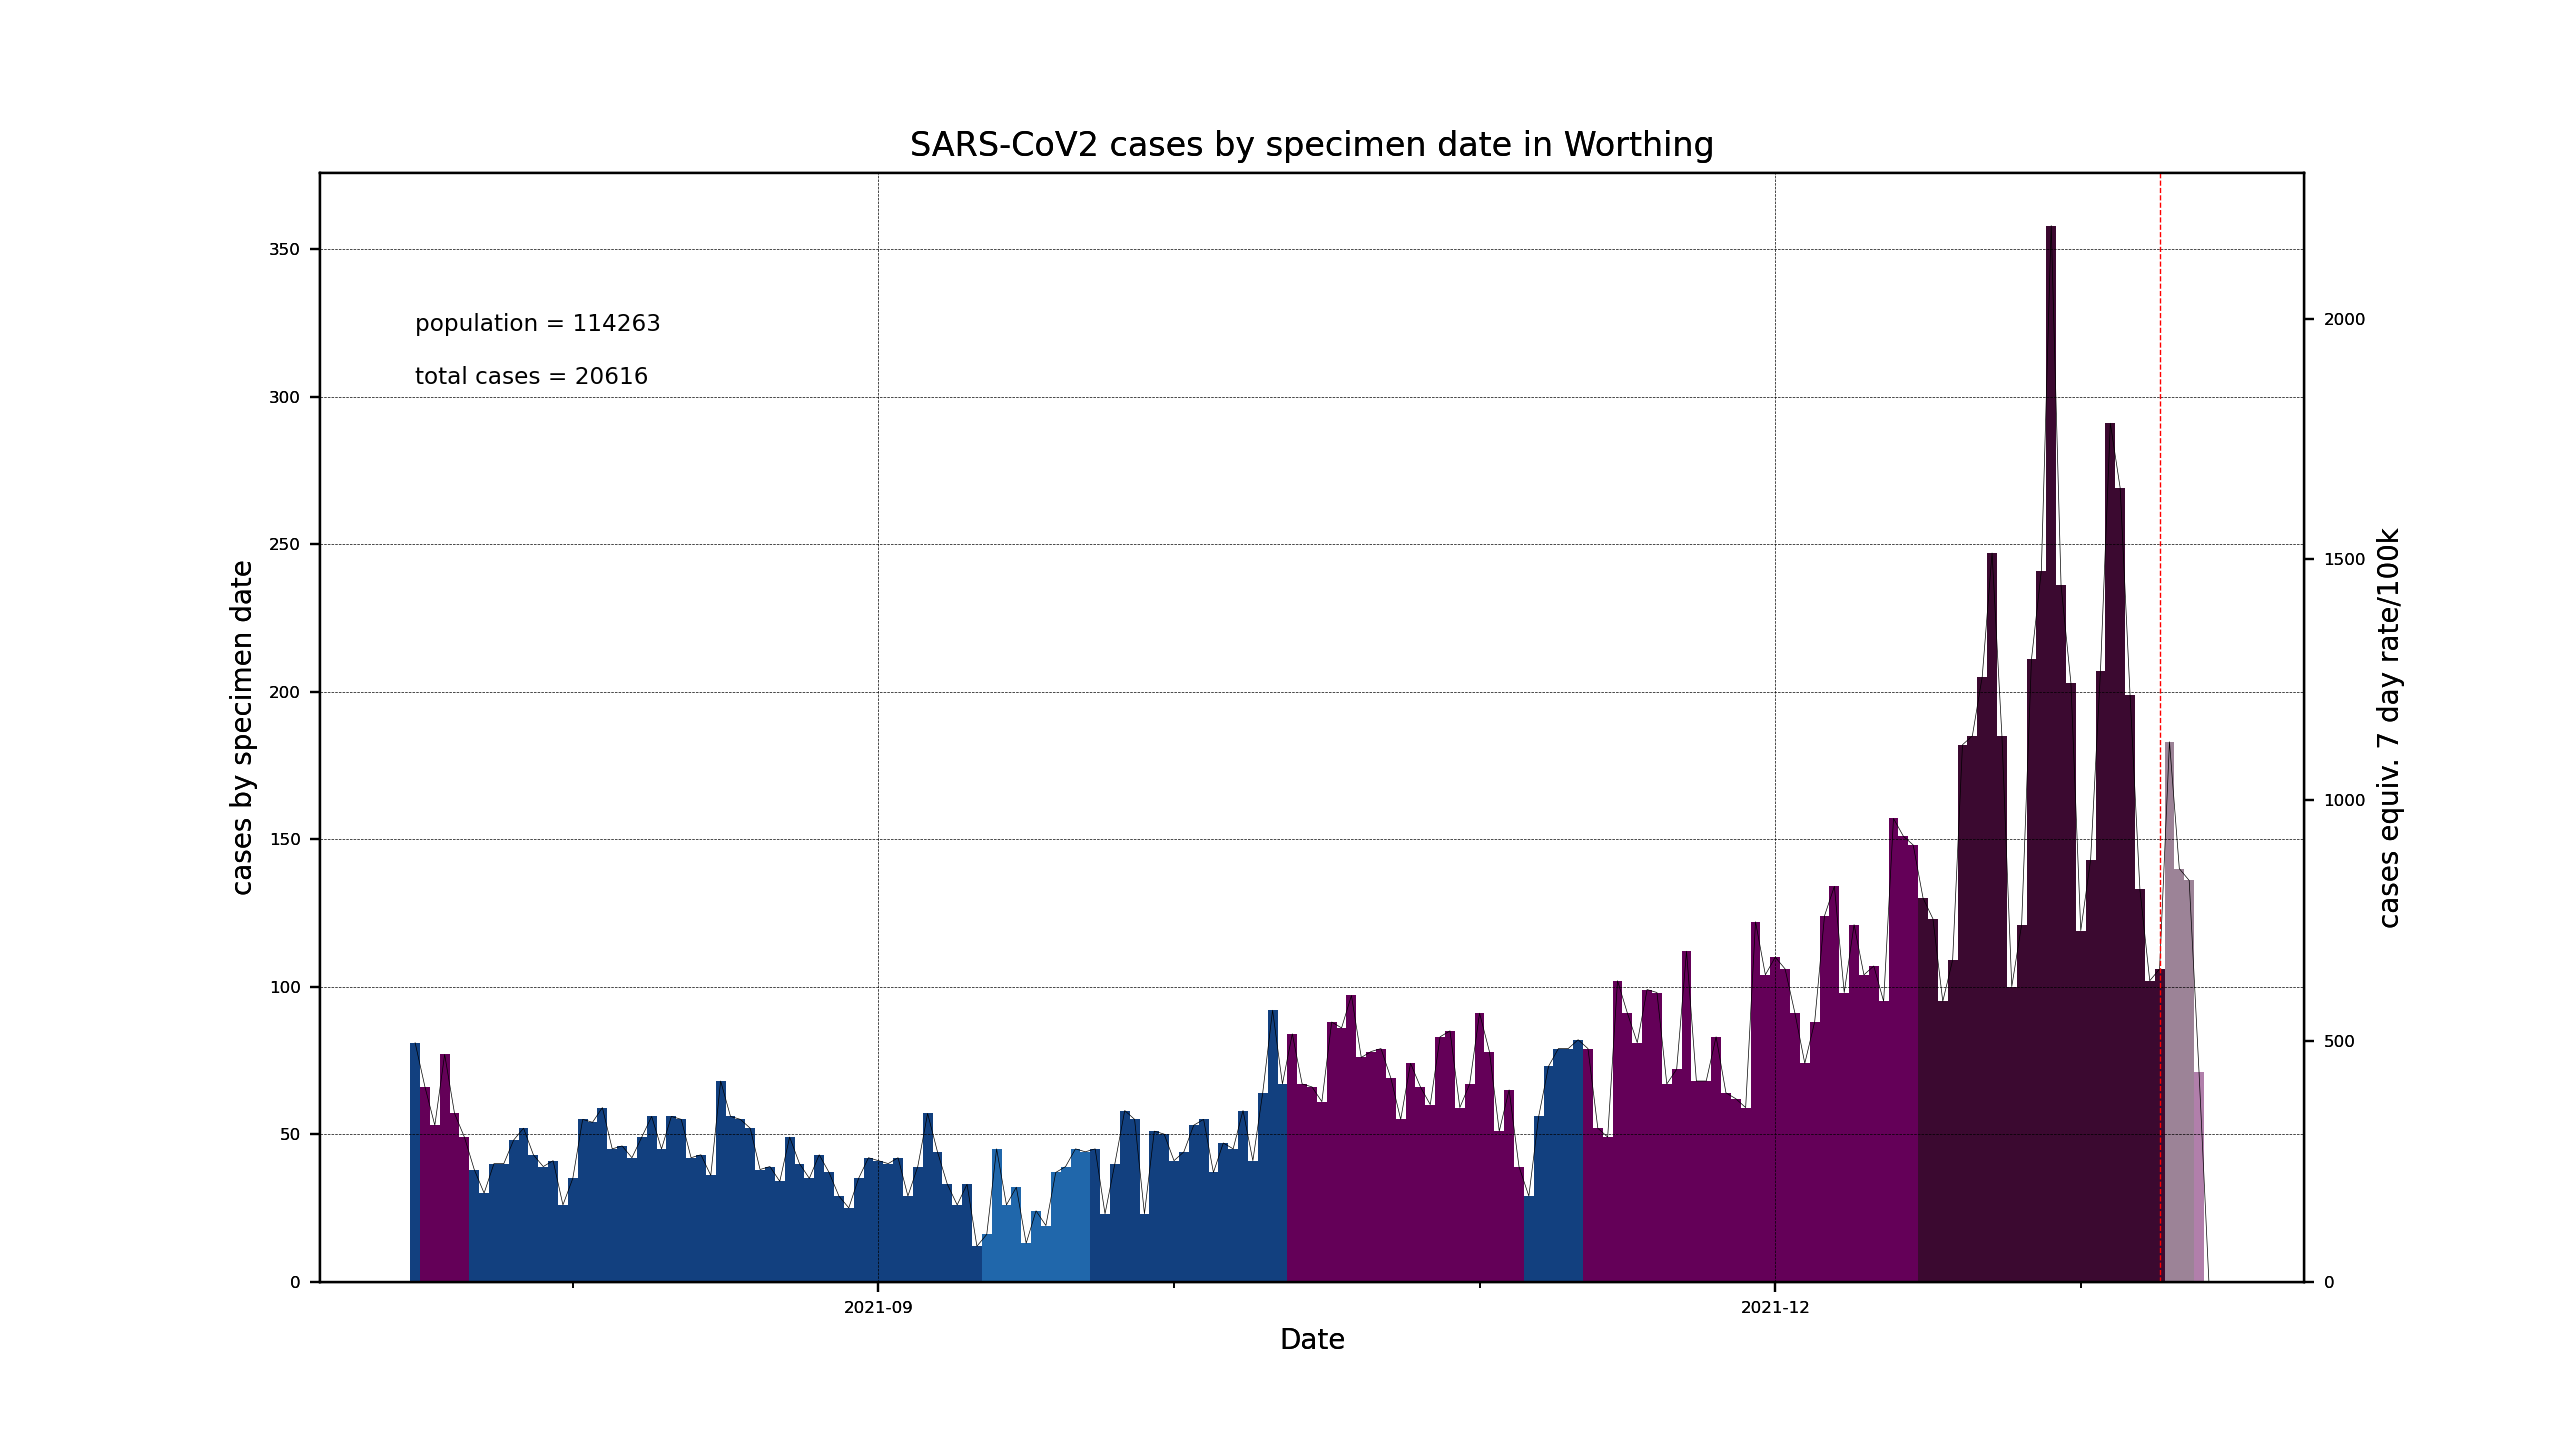 SARS-CoV2 cases by specimen date in Worthing
population = 114263
total cases = 20616
cases by specimen date
350
300
250
200
150
100
50
0
2000
1500
1000
500
0
cases equiv. 7 day rate/100k
2021-09
2021-12
Date